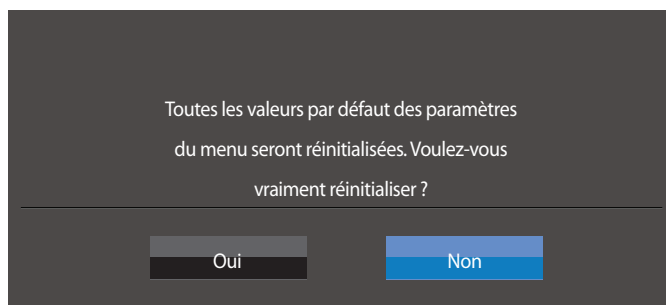 Toutes les valeurs par défaut des paramètres
du menu seront réinitialisées. Voulez-vous
vraiment réinitialiser ?
Oui
Non